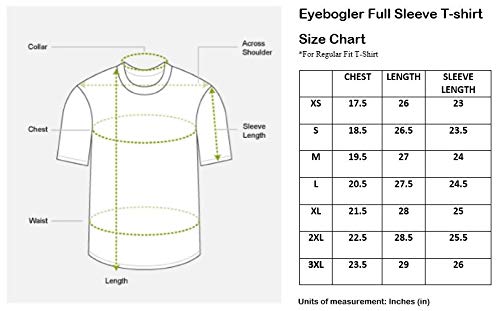 Collar
Across
Shoulder
Chest
Sleeve
Length
Waist
Length
Eyebogler Full Sleeve T-shirt
Size Chart
*For Regular Fit T-Shirt
CHEST LENGTH SLEEVE LENGTH
XS 17.5 26 23
S 18.5 26.5 23.5
M 19.5 27 24
L 20.5 27.5 24.5
XL 21.5 28 25
2XL 22.5 28.5 25.5
3XL 23.5 29 26
Units of measurement: Inches (in)